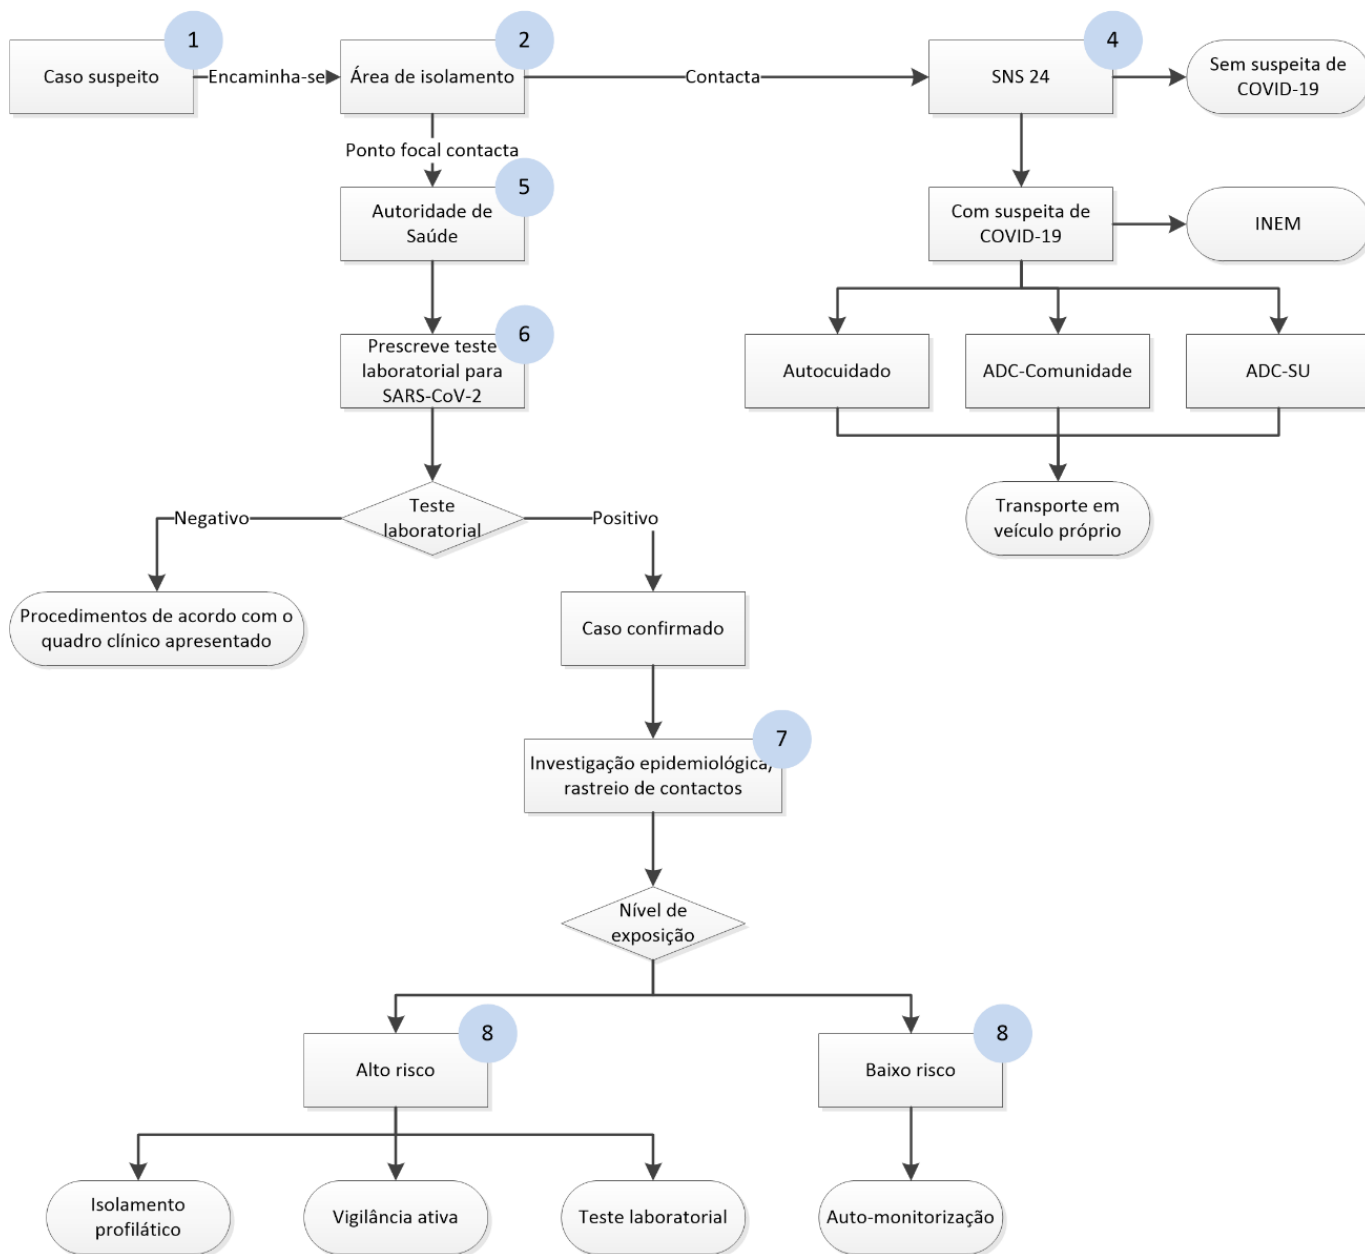 1
Caso suspeito
Encaminha-se
2
Área de isolamento
Contacta
4
SNS 24
Sem suspeita de
COVID-19
Ponto focal contacta
5
Autoridade de
Saúde
Com suspeita de
COVID-19
INEM
6
Prescreve teste
laboratorial para
SARS-CoV-2
Autocuidado
ADC-Comunidade
ADC-SU
Negativo
Teste
laboratorial
Positivo
Transporte em
veículo próprio
Procedimentos de acordo com o
quadro clínico apresentado
Caso confirmado
7
Investigação epidemiológica/
rastreio de contactos
Nível de
exposição
8
Alto risco
8
Baixo risco
Isolamento
profilático
Vigilância ativa
Teste laboratorial
Auto-monitorização